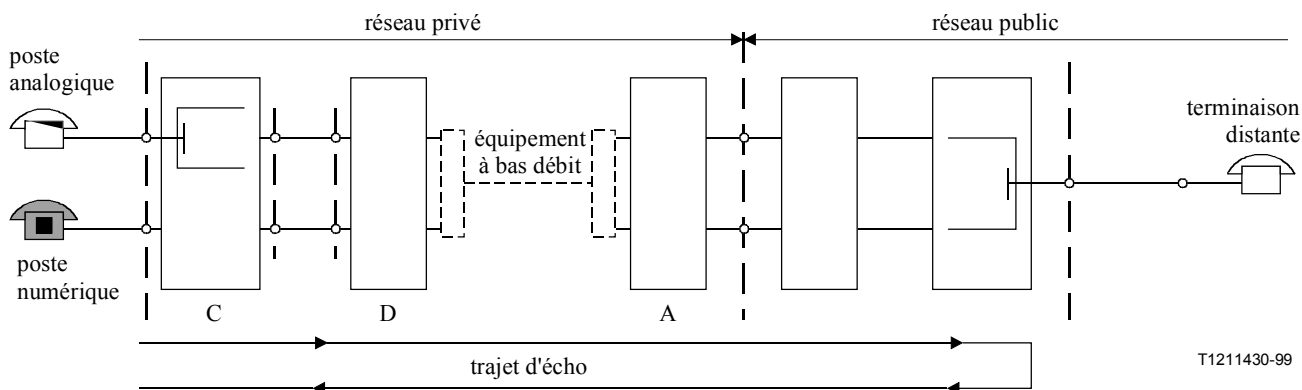 réseau privé
réseau public
poste
analogique
équipement
à bas débit
terminaison
distante
poste
numérique
C
D
A
trajet d'écho
T1211430-99